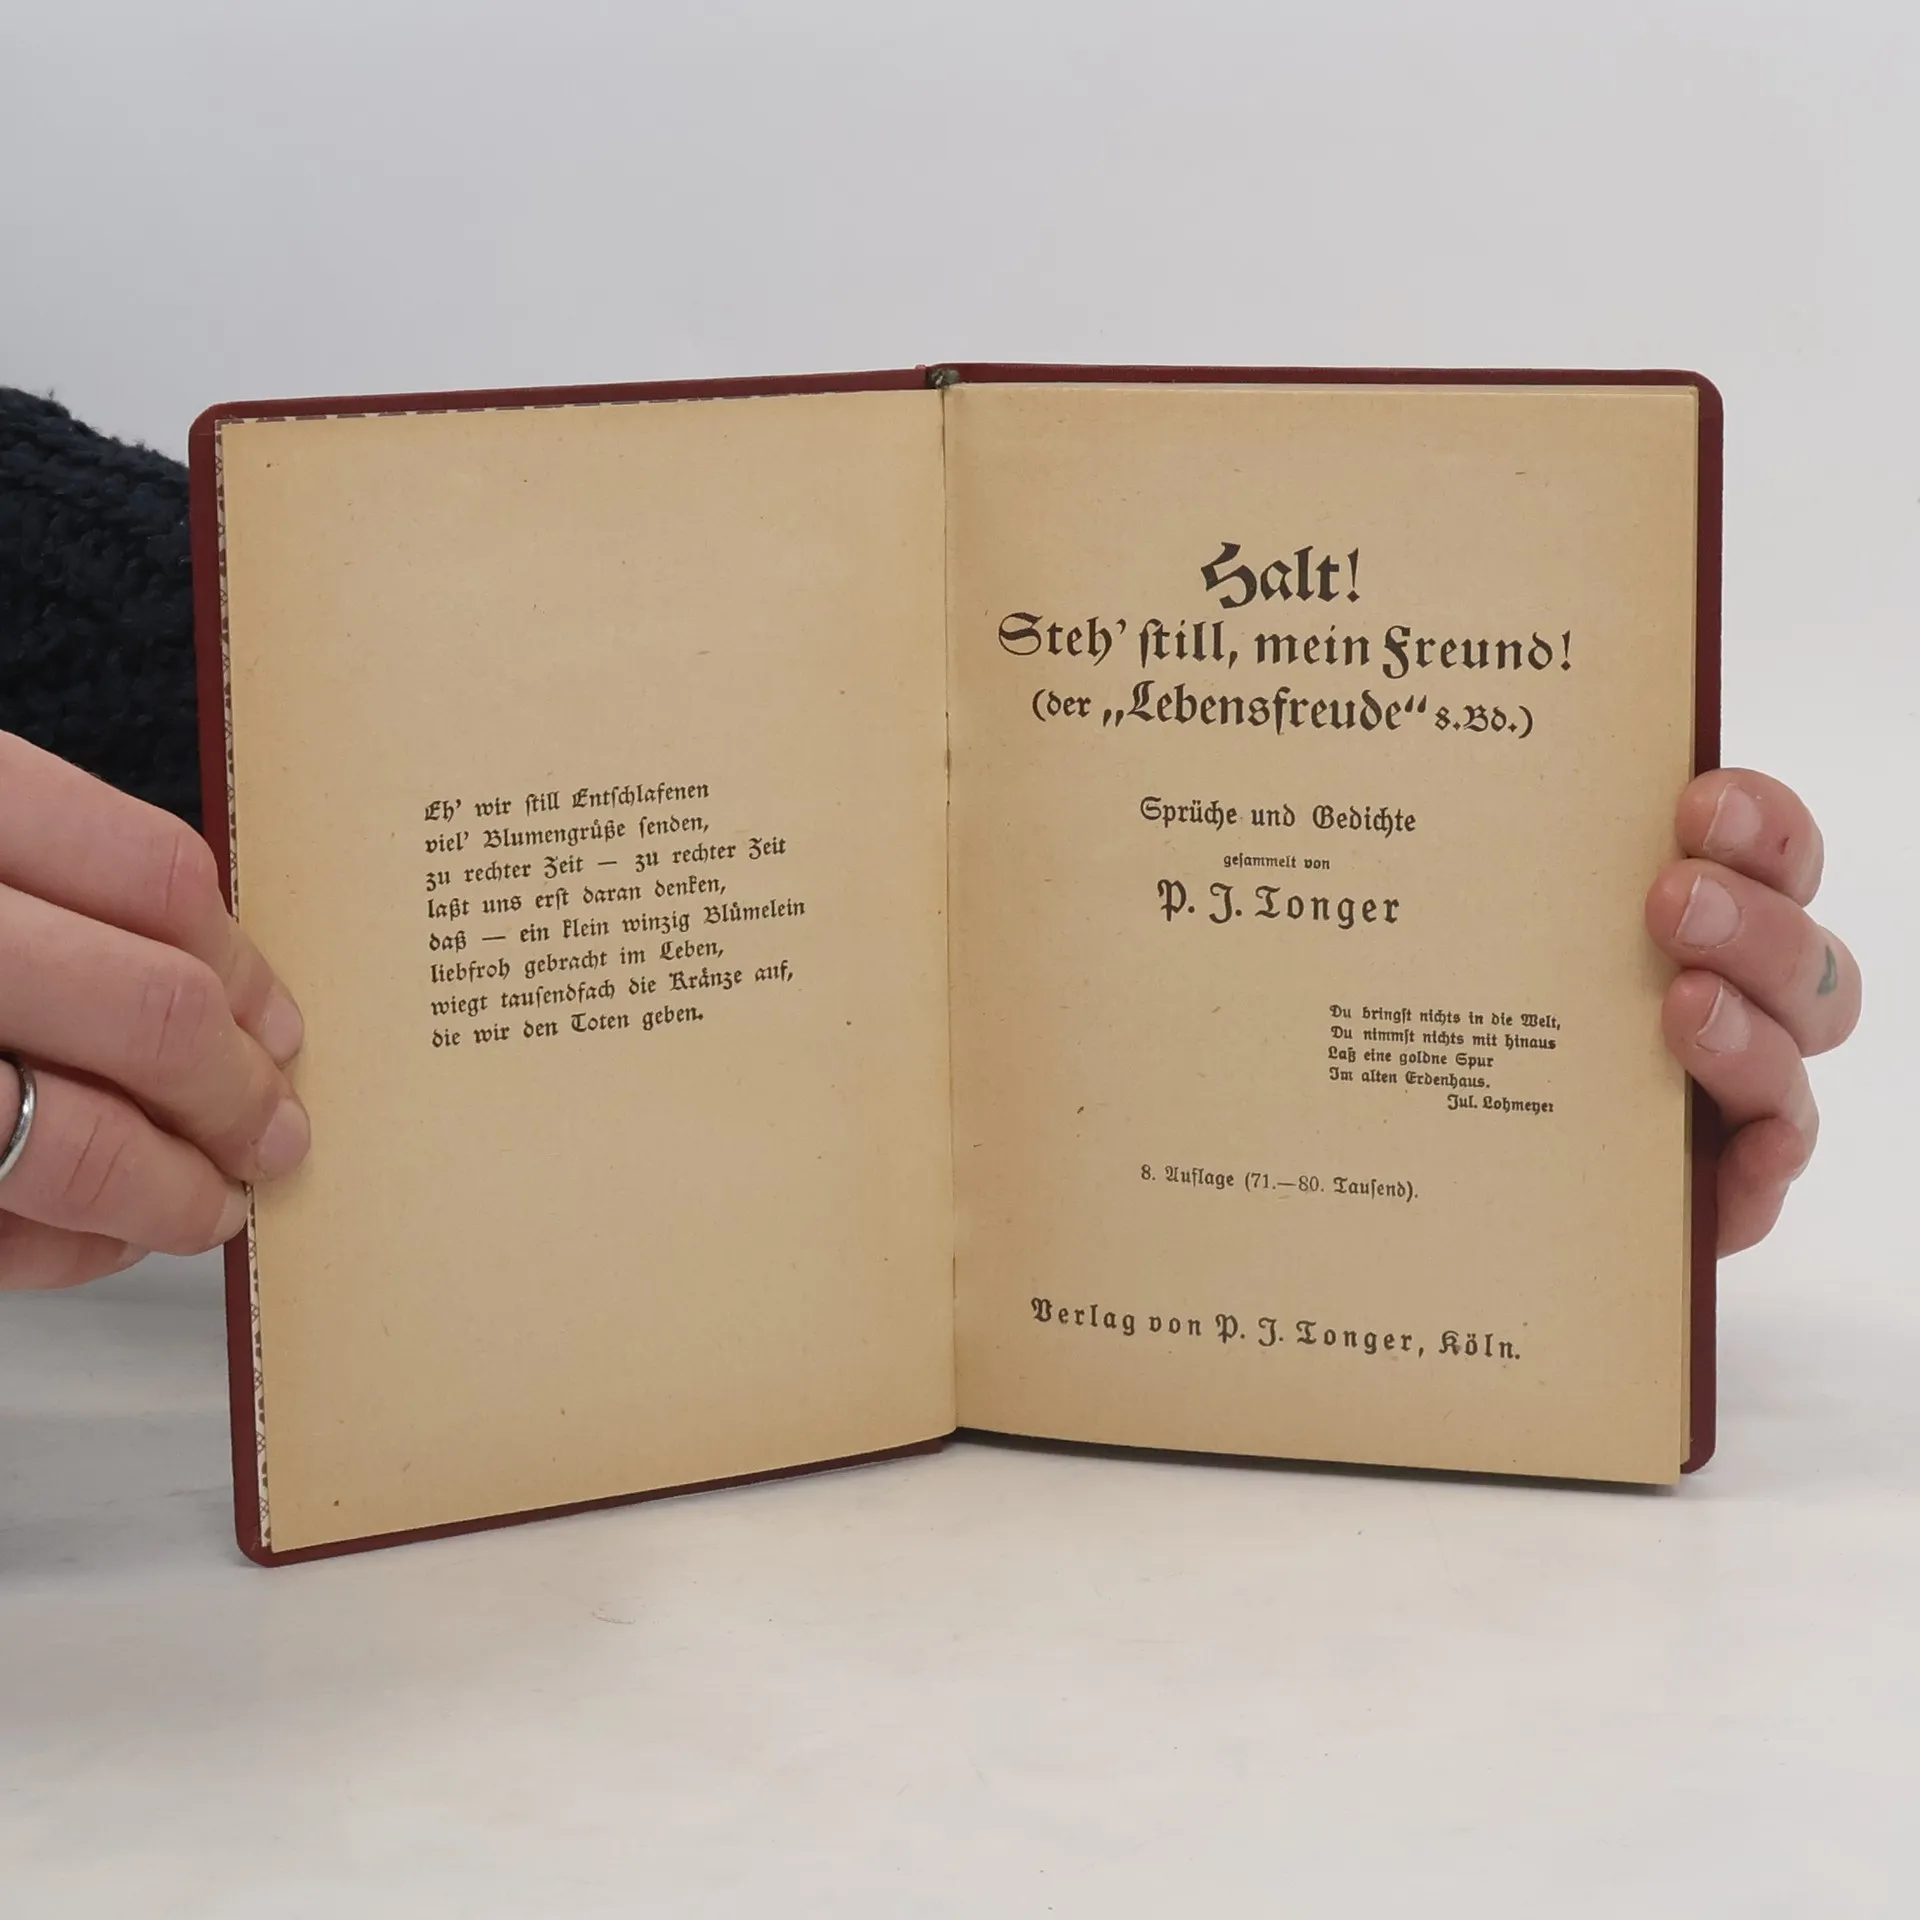 Eh’ wir still Entschlafenen
viel’ Blumengrüße senden,
zu rechter Zeit — zu rechter Zeit
laßt uns erst daran denken,
daß — ein klein winzig Blümelein
liebfroh gebracht im Leben,
wiegt tausendfach die Kränze auf,
die wir den Toten geben.
Halt!
Steh’ still, mein Freund!
(der „Lebensfreude“ 8. Bd.)
Sprüche und Gedichte
gesammelt von
P. J. Tonger
Du bringst nichts in die Welt,
Du nimmst nichts mit hinaus
Laß eine goldne Spur
Im alten Erdenhaus.
Jul. Lohmeyer
8. Auflage (71.—80. Tausend).
Verlag von P. J. Tonger, Köln.